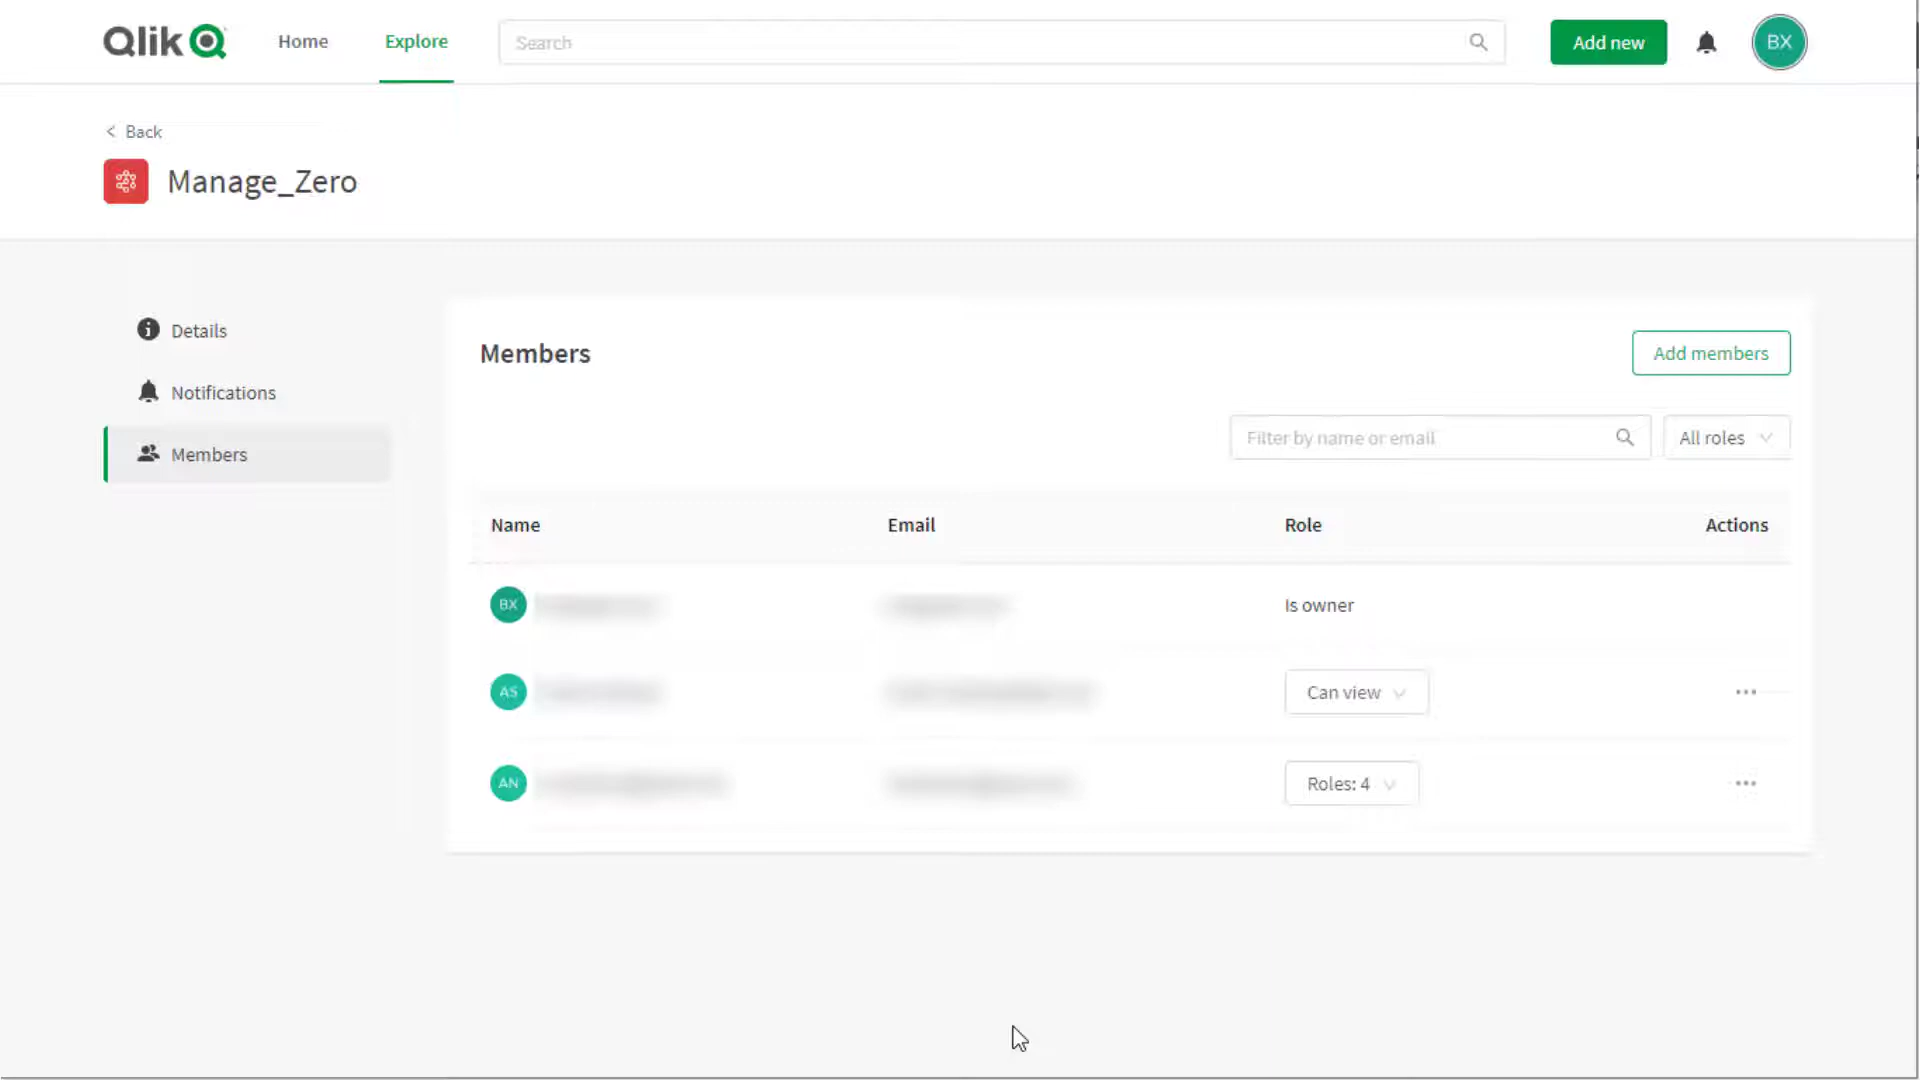 Qlik
Home
Explore
Search
Add new
BX
< Back
Manage_Zero
Details
Notifications
Members
Members
Add members
Filter by name or email
All roles
Name Email Role Actions
BX Is owner
AS Can view
AN Roles: 4